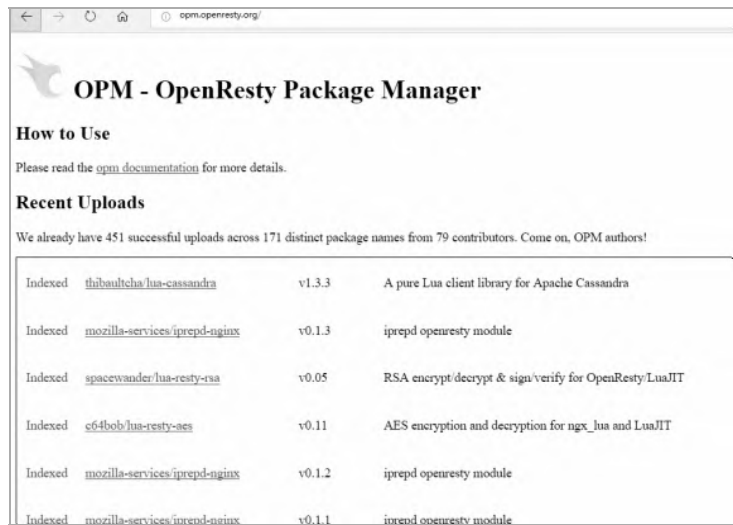 opm.openresty.org/
OPM - OpenResty Package Manager
How to Use
Please read the opm documentation for more details.
Recent Uploads
We already have 451 successful uploads across 171 distinct package names from 79 contributors. Come on, OPM authors!
Indexed thibaultcha/lua-cassandra v1.3.3 A pure Lua client library for Apache Cassandra
Indexed mozilla-services/iprepd-nginx v0.1.3 iprepd openresty module
Indexed spacewander/lua-resty-rsa v0.05 RSA encrypt/decrypt & sign/verify for OpenResty/LuaJIT
Indexed c64bob/lua-resty-aes v0.11 AES encryption and decryption for ngx_lua and LuaJIT
Indexed mozilla-services/iprepd-nginx v0.1.2 iprepd openresty module
Indexed mozilla-services/iprepd-nginx v0.1.1 iprepd openresty module